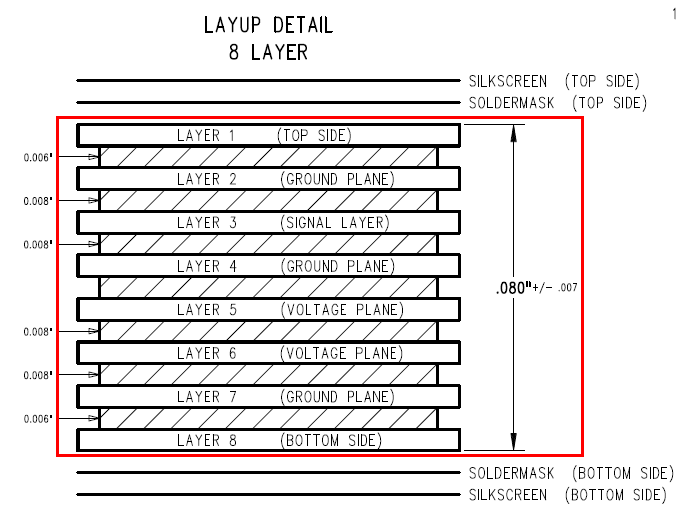 1
LAYUP DETAIL
8 LAYER
SILKSCREEN (TOP SIDE)
SOLDERMASK (TOP SIDE)
LAYER 1 (TOP SIDE)
0.006"
LAYER 2 (GROUND PLANE)
0.008"
LAYER 3 (SIGNAL LAYER)
0.008"
LAYER 4 (GROUND PLANE)
.080"+/- .007
LAYER 5 (VOLTAGE PLANE)
0.008"
LAYER 6 (VOLTAGE PLANE)
0.008"
LAYER 7 (GROUND PLANE)
0.006"
LAYER 8 (BOTTOM SIDE)
SOLDERMASK (BOTTOM SIDE)
SILKSCREEN (BOTTOM SIDE)